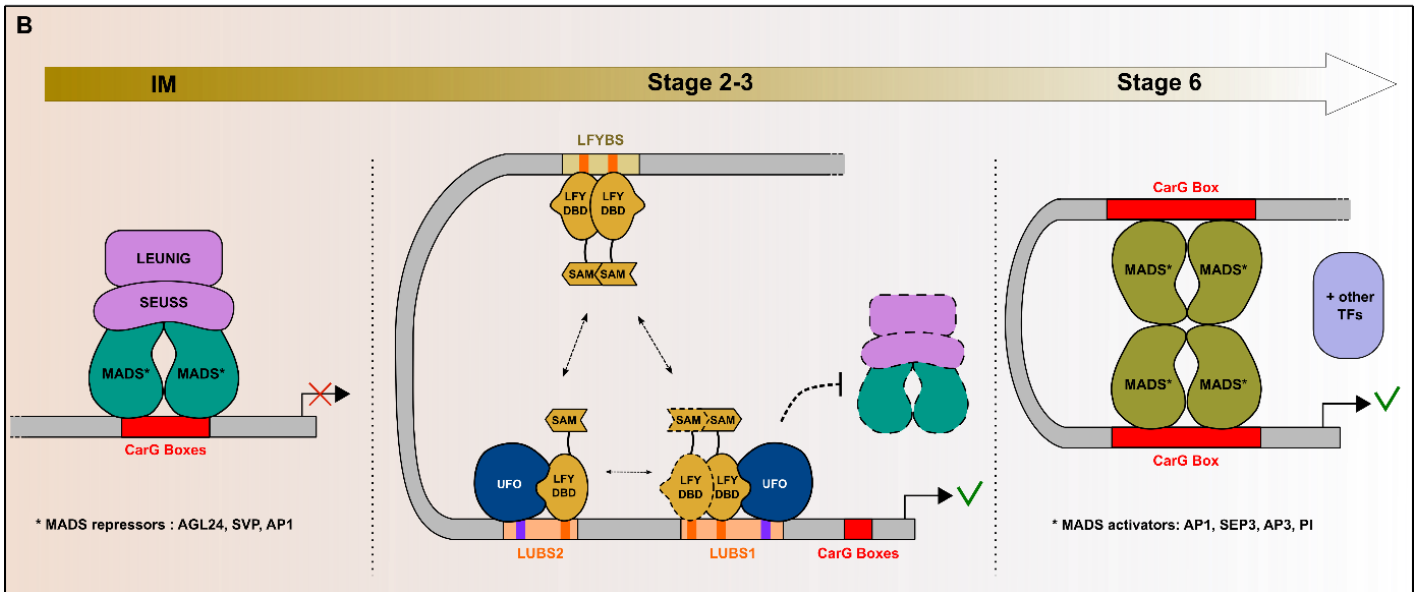 B
IM
Stage 2-3
Stage 6
LEUNIG
SEUSS
MADS*
MADS*
CarG Boxes
* MADS repressors : AGL24, SVP, AP1
LFYBS
LFY
DBD
LFY
DBD
SAM
SAM
SAM
UFO
LFY
DBD
LUBS2
SAM
SAM
LFY
DBD
LFY
DBD
UFO
LUBS1
CarG Boxes
CarG Box
MADS*
MADS*
MADS*
MADS*
CarG Box
+ other
TFs
* MADS activators: AP1, SEP3, AP3, PI